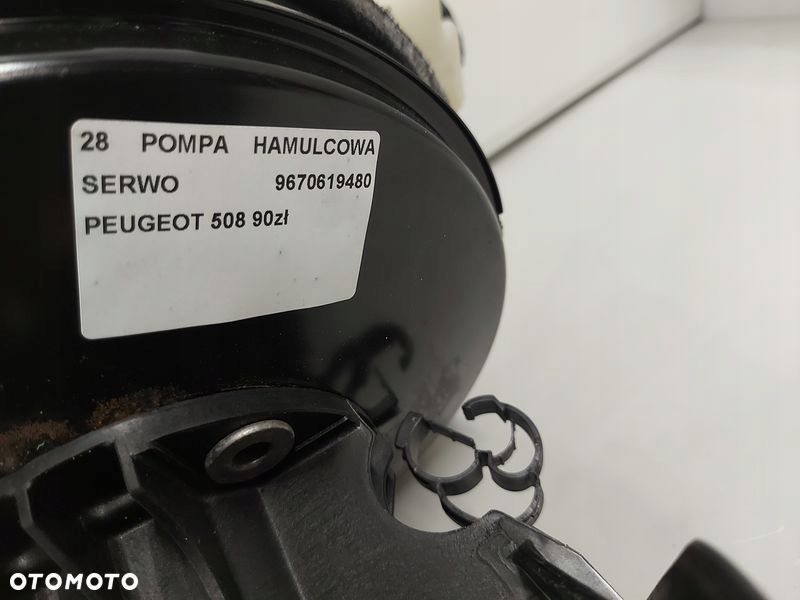 28 POMPA HAMULCOWA
SERWO 9670619480
PEUGEOT 508 90zł
OTOMOTO